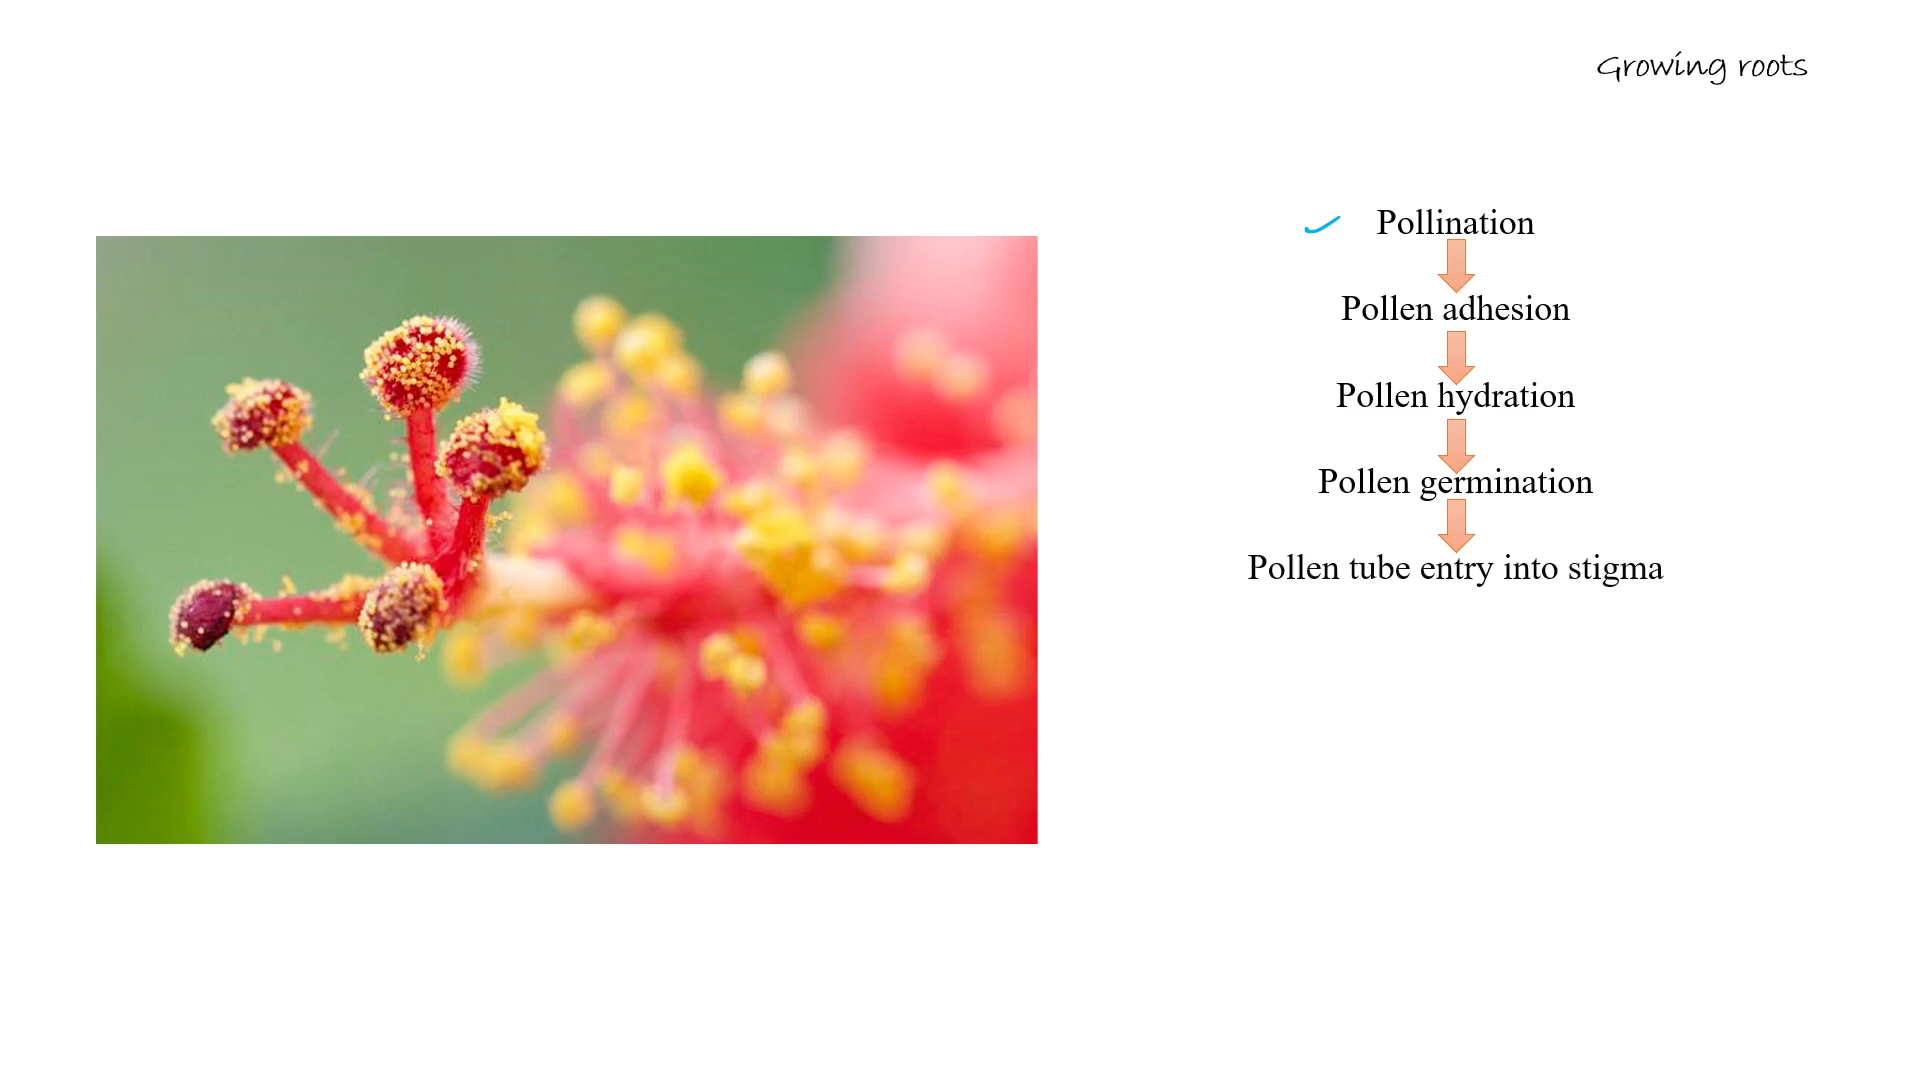 Growing roots
Pollination
Pollen adhesion
Pollen hydration
Pollen germination
Pollen tube entry into stigma